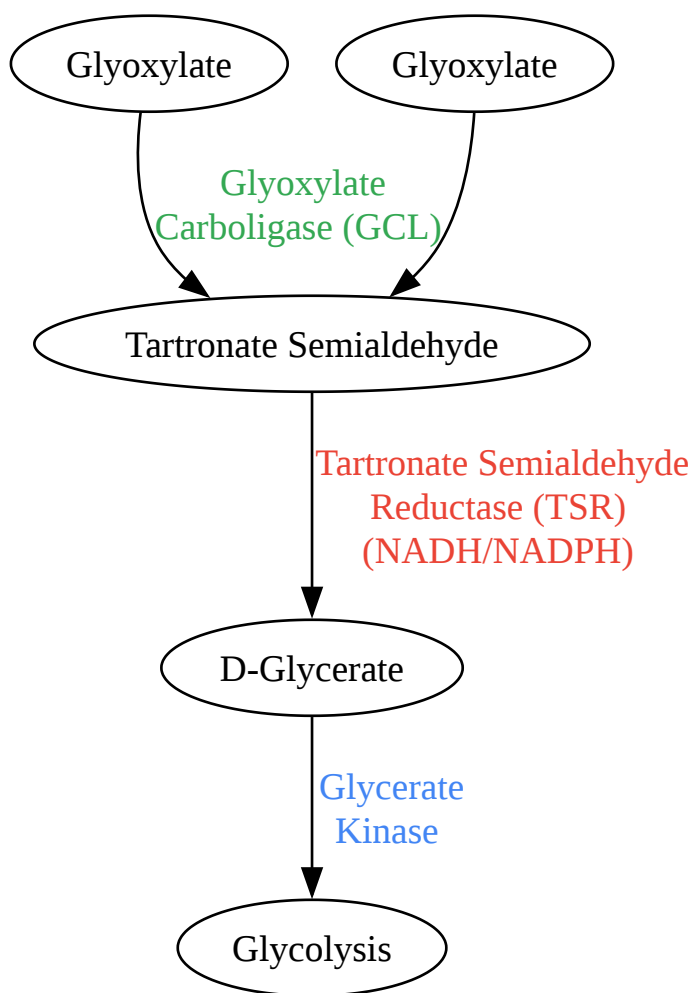 Glyoxylate
Glyoxylate
Glyoxylate
Carboligase (GCL)
Tartronate Semialdehyde
Tartronate Semialdehyde
Reductase (TSR)
(NADH/NADPH)
D-Glycerate
Glycerate
Kinase
Glycolysis